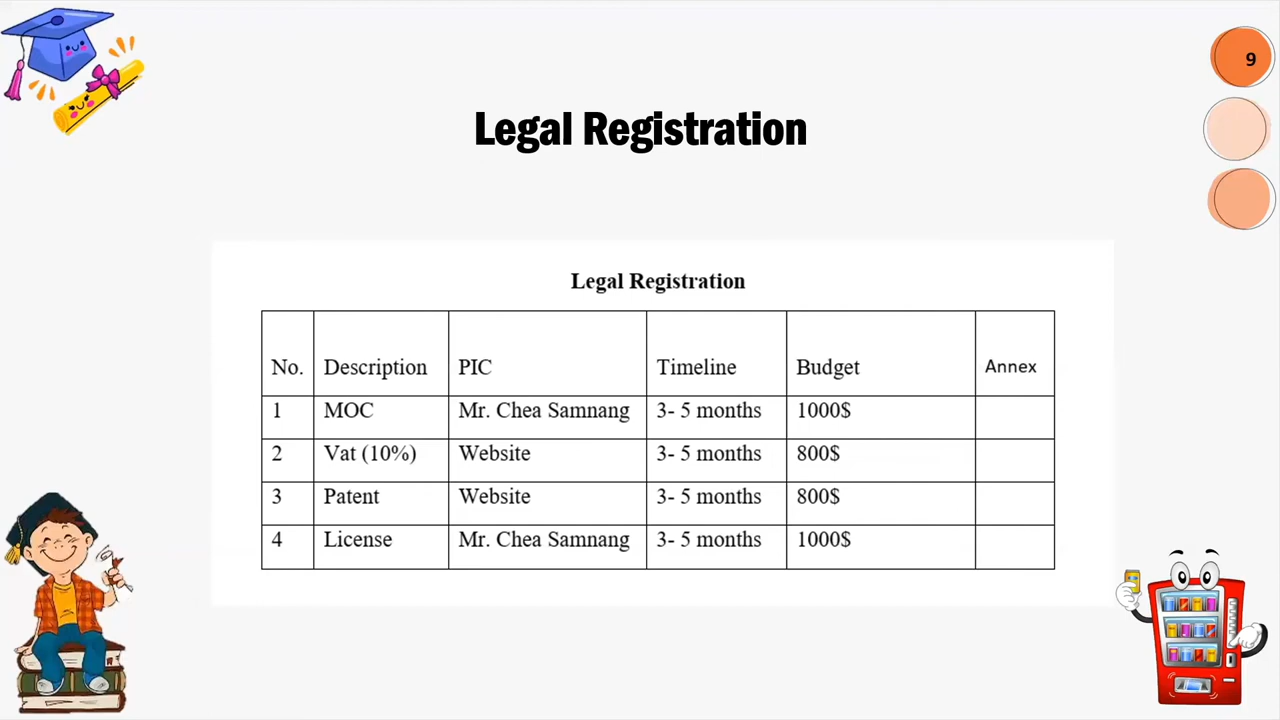 9
Legal Registration
Legal Registration
No. Description PIC Timeline Budget Annex
1 MOC Mr. Chea Samnang 3- 5 months 1000$
2 Vat (10%) Website 3- 5 months 800$
3 Patent Website 3- 5 months 800$
4 License Mr. Chea Samnang 3- 5 months 1000$